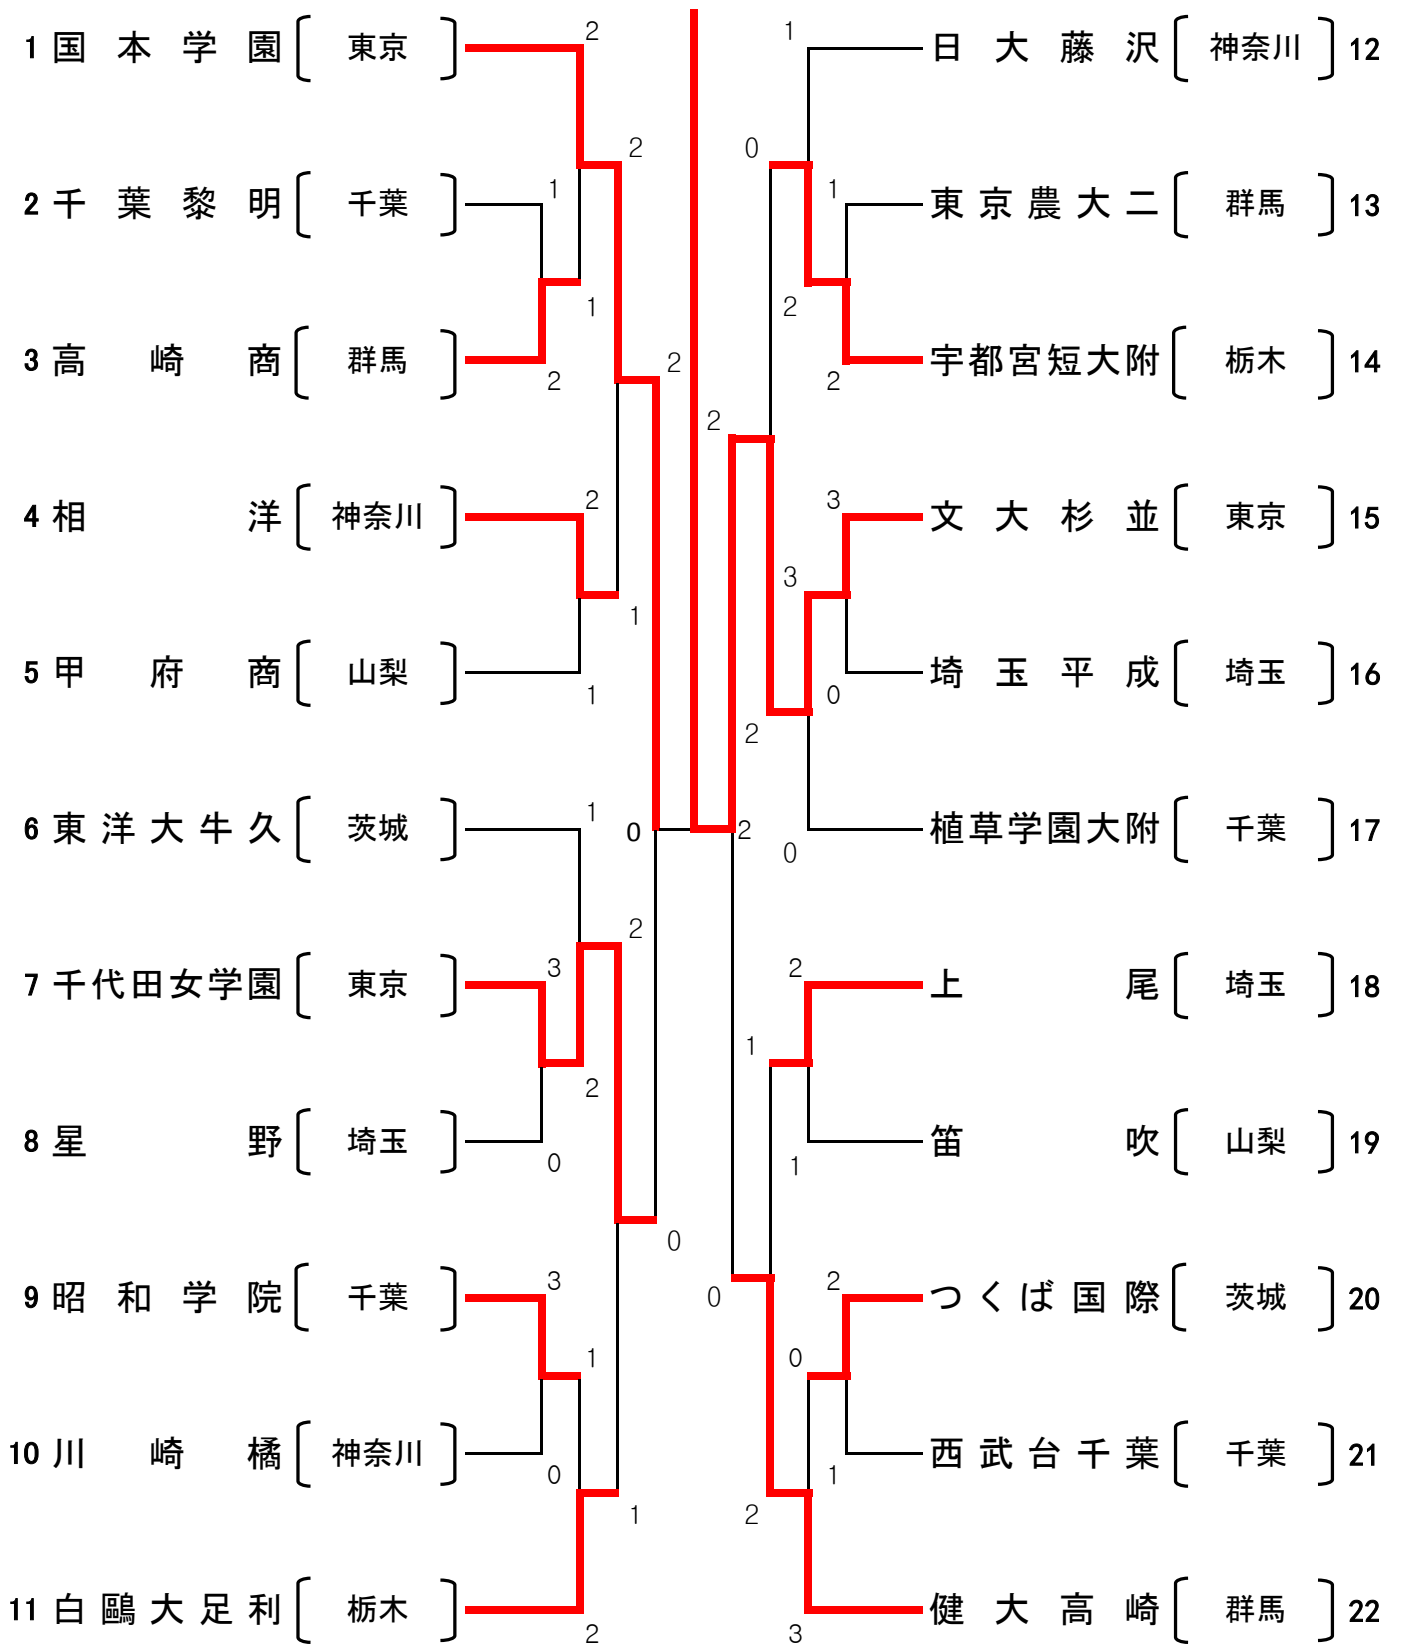 1 国本学園 東京
2 千葉黎明 千葉
3 高崎商 群馬
4 相洋 神奈川
5 甲府商 山梨
6 東洋大牛久 茨城
7 千代田女学園 東京
8 星野 埼玉
9 昭和学院 千葉
10 川崎橘 神奈川
11 白鷗大足利 栃木
2
2
1
1
2
2
2
1
1
1
0
2
3
2
0
0
3
1
0
1
2
1
0
1
2
2
2
3
3
0
2
2
0
2
1
1
2
0
0
1
2
3
日大藤沢 神奈川 12
東京農大二 群馬 13
宇都宮短大附 栃木 14
文大杉並 東京 15
埼玉平成 埼玉 16
植草学園大附 千葉 17
上尾 埼玉 18
笛吹 山梨 19
つくば国際 茨城 20
西武台千葉 千葉 21
健大高崎 群馬 22